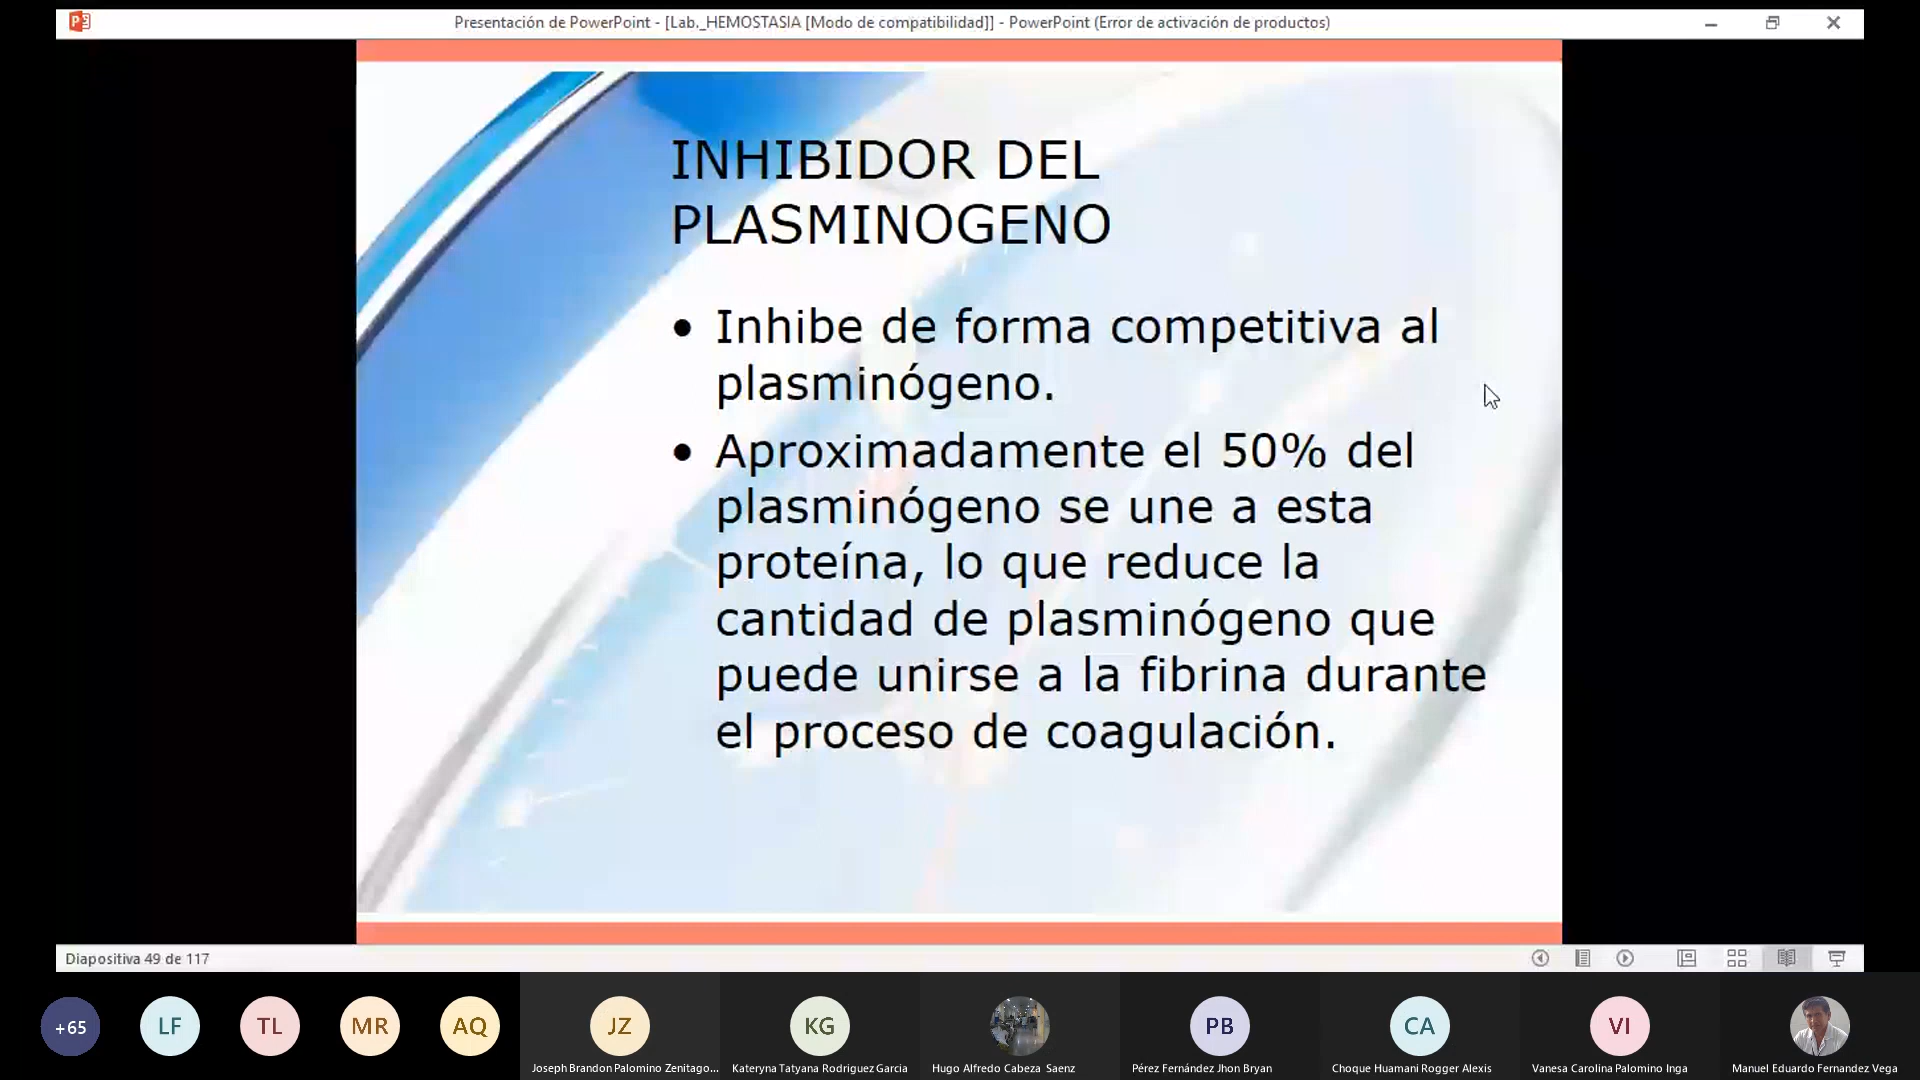 Presentación de PowerPoint - [Lab._HEMOSTASIA [Modo de compatibilidad]] - PowerPoint (Error de activación de productos)
INHIBIDOR DEL
PLASMINOGENO
• Inhibe de forma competitiva al
plasminógeno.
• Aproximadamente el 50% del
plasminógeno se une a esta
proteína, lo que reduce la
cantidad de plasminógeno que
puede unirse a la fibrina durante
el proceso de coagulación.
Diapositiva 49 de 117
+65
LF
TL
MR
AQ
JZ
KG
PB
CA
VI
Joseph Brandon Palomino Zenitago...
Kateryna Tatyana Rodriguez Garcia
Hugo Alfredo Cabeza Saenz
Pérez Fernández Jhon Bryan
Choque Huamani Rogger Alexis
Vanesa Carolina Palomino Inga
Manuel Eduardo Fernandez Vega